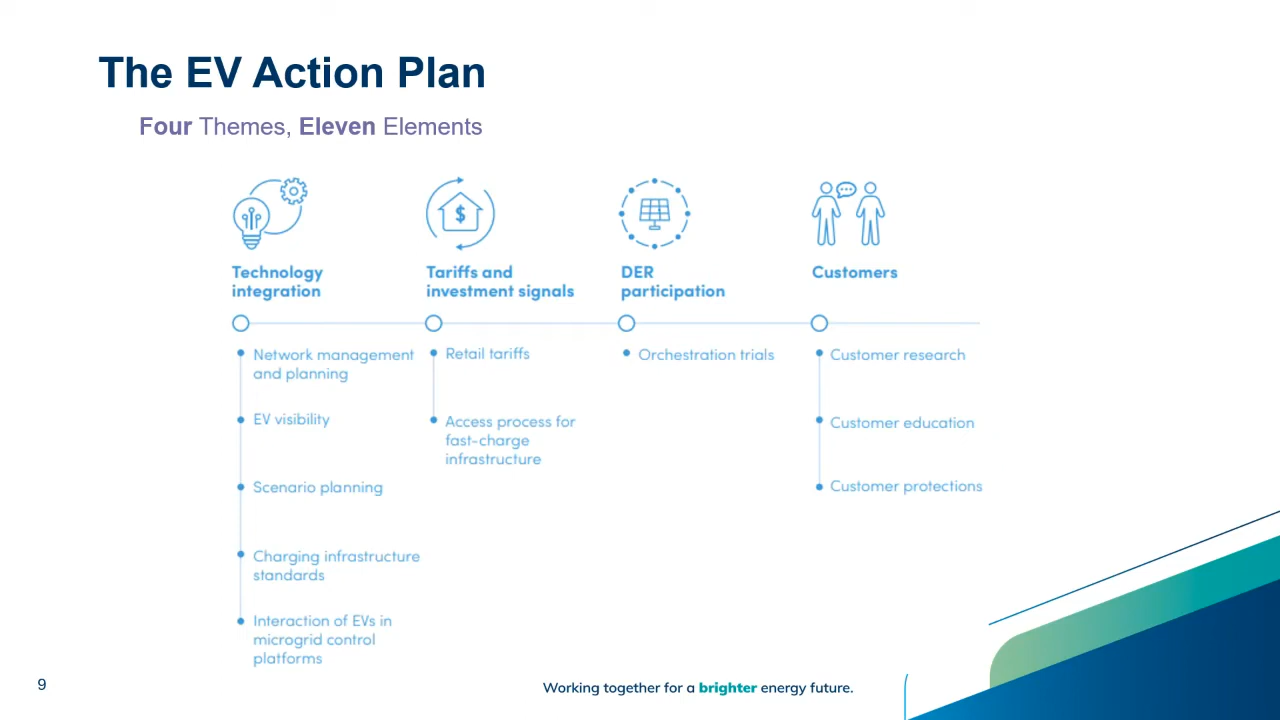 The EV Action Plan
Four Themes, Eleven Elements
$
Technology
integration
Network management
and planning
EV visibility
Scenario planning
Charging infrastructure
standards
Interaction of EVs in
microgrid control
platforms
Tariffs and
investment signals
Retail tariffs
Access process for
fast-charge
infrastructure
DER
participation
Orchestration trials
Customers
Customer research
Customer education
Customer protections
9
Working together for a brighter energy future.